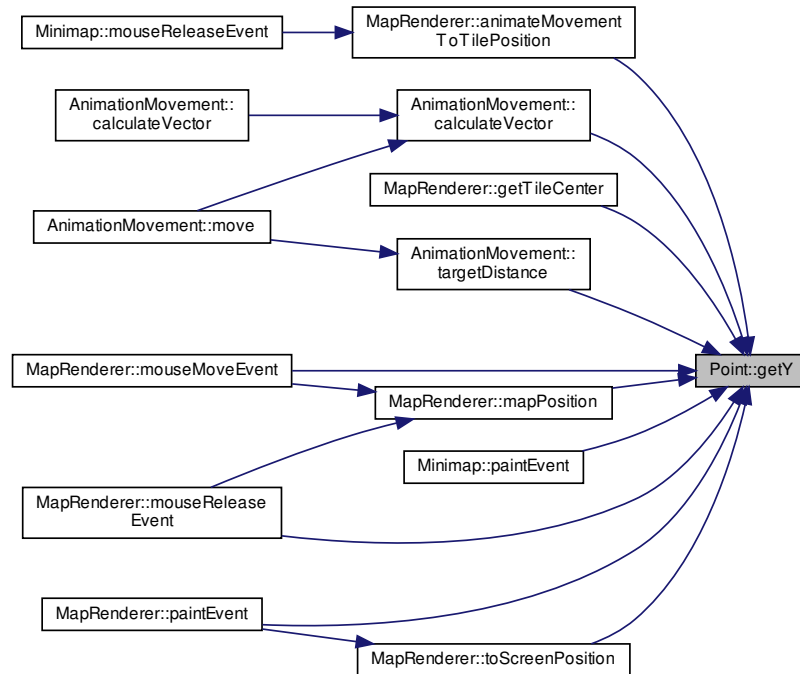 MapRenderer::animateMovement
ToTilePosition
Minimap::mouseReleaseEvent
AnimationMovement::
calculateVector
AnimationMovement::
calculateVector
MapRenderer::getTileCenter
AnimationMovement::move
AnimationMovement::
targetDistance
MapRenderer::mouseMoveEvent
Point::getY
MapRenderer::mapPosition
Minimap::paintEvent
MapRenderer::mouseRelease
Event
MapRenderer::paintEvent
MapRenderer::toScreenPosition